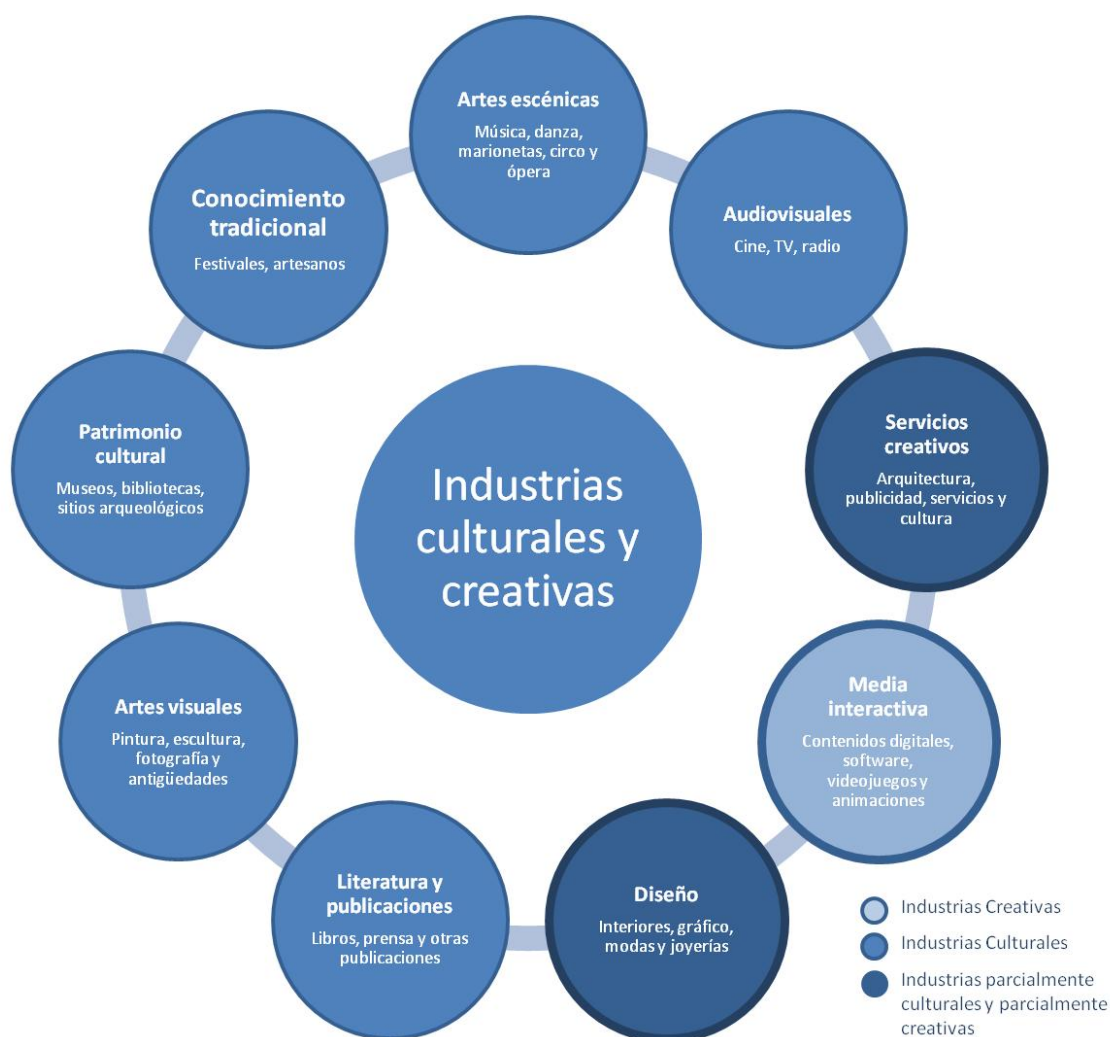 Artes escénicas
Música, danza,
marionetas, circo y
ópera
Audiovisuales
Cine, TV, radio
Servicios
creativos
Arquitectura,
publicidad, servicios y
cultura
Media
interactiva
Contenidos digitales,
software,
videojuegos y
animaciones
Diseño
Interiores, gráfico,
modas y joyerías
Literatura y
publicaciones
Libros, prensa y otras
publicaciones
Artes visuales
Pintura, escultura,
fotografía y
antigüedades
Patrimonio
cultural
Museos, bibliotecas,
sitios arqueológicos
Conocimiento
tradicional
Festivales, artesanos
Industrias
culturales y
creativas
Industrias Creativas
Industrias Culturales
Industrias parcialmente
culturales y parcialmente
creativas